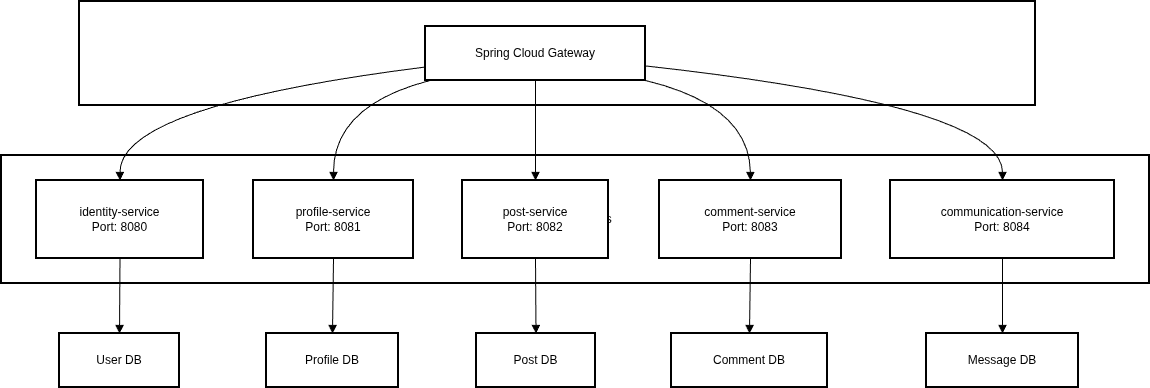 Spring Cloud Gateway
identity-service
Port: 8080
profile-service
Port: 8081
post-service
Port: 8082
comment-service
Port: 8083
communication-service
Port: 8084
User DB
Profile DB
Post DB
Comment DB
Message DB